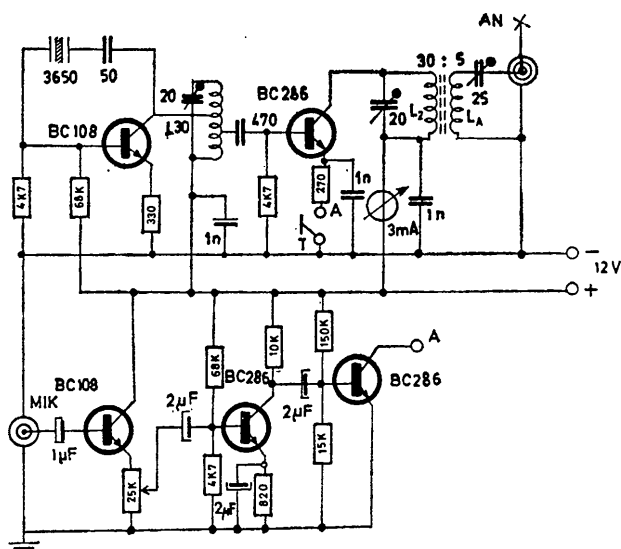 AN
3650
50
30 : 5
20
BC286
25
BC108
L30
470
L2
LA
20
4K7
68K
330
1n
4K7
270
1n
A
T
3mA
1n
−
12 V
+
68K
10K
150K
A
BC108
BC286
BC286
MIK
2µF
2µF
1µF
25K
4K7
2µF
820
15K